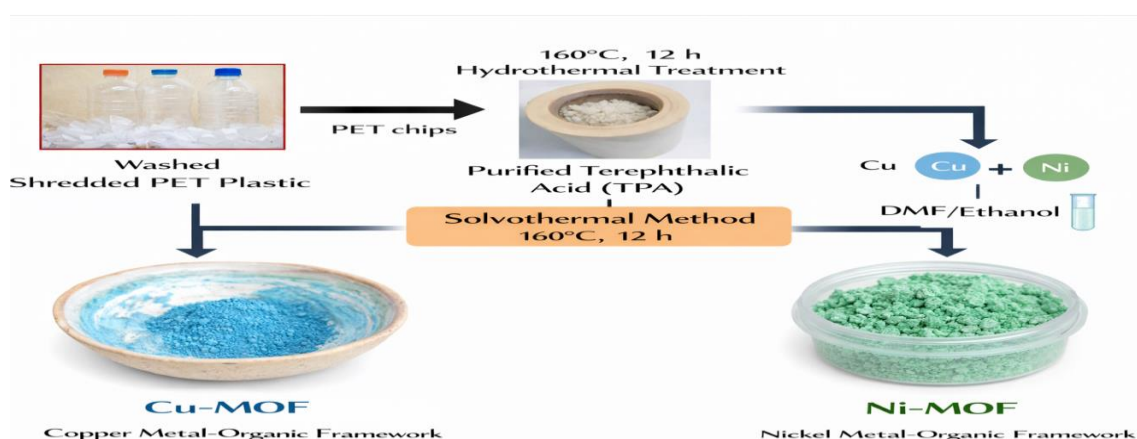 160°C, 12 h
Hydrothermal Treatment
PET chips
Washed
Shredded PET Plastic
Purified Terephthalic
Acid (TPA)
Cu Cu + Ni
DMF/Ethanol
Solvothermal Method
160°C, 12 h
Cu-MOF
Copper Metal-Organic Framework
Ni-MOF
Nickel Metal-Organic Framework